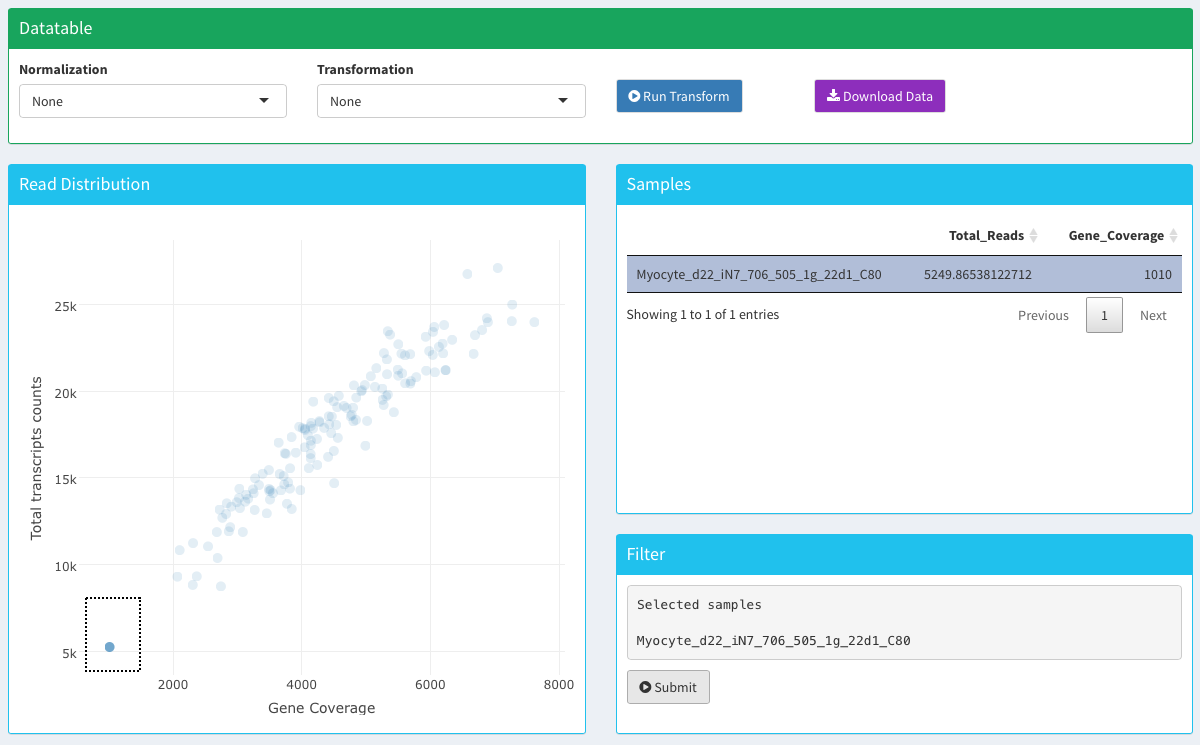 Datatable
Normalization Transformation
None None Run Transform Download Data
Read Distribution
25k
20k
15k
10k
5k
Total transcripts counts
2000 4000 6000 8000
Gene Coverage
Samples
Total_Reads Gene_Coverage
Myocyte_d22_iN7_706_505_1g_22d1_C80 5249.86538122712 1010
Showing 1 to 1 of 1 entries Previous 1 Next
Filter
Selected samples
Myocyte_d22_iN7_706_505_1g_22d1_C80
Submit